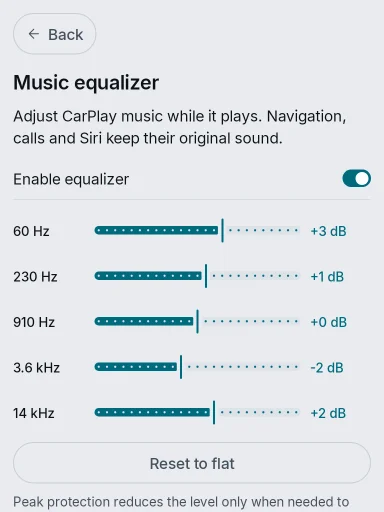 Back
Music equalizer
Adjust CarPlay music while it plays. Navigation,
calls and Siri keep their original sound.
Enable equalizer
60 Hz +3 dB
230 Hz +1 dB
910 Hz +0 dB
3.6 kHz -2 dB
14 kHz +2 dB
Reset to flat
Peak protection reduces the level only when needed to